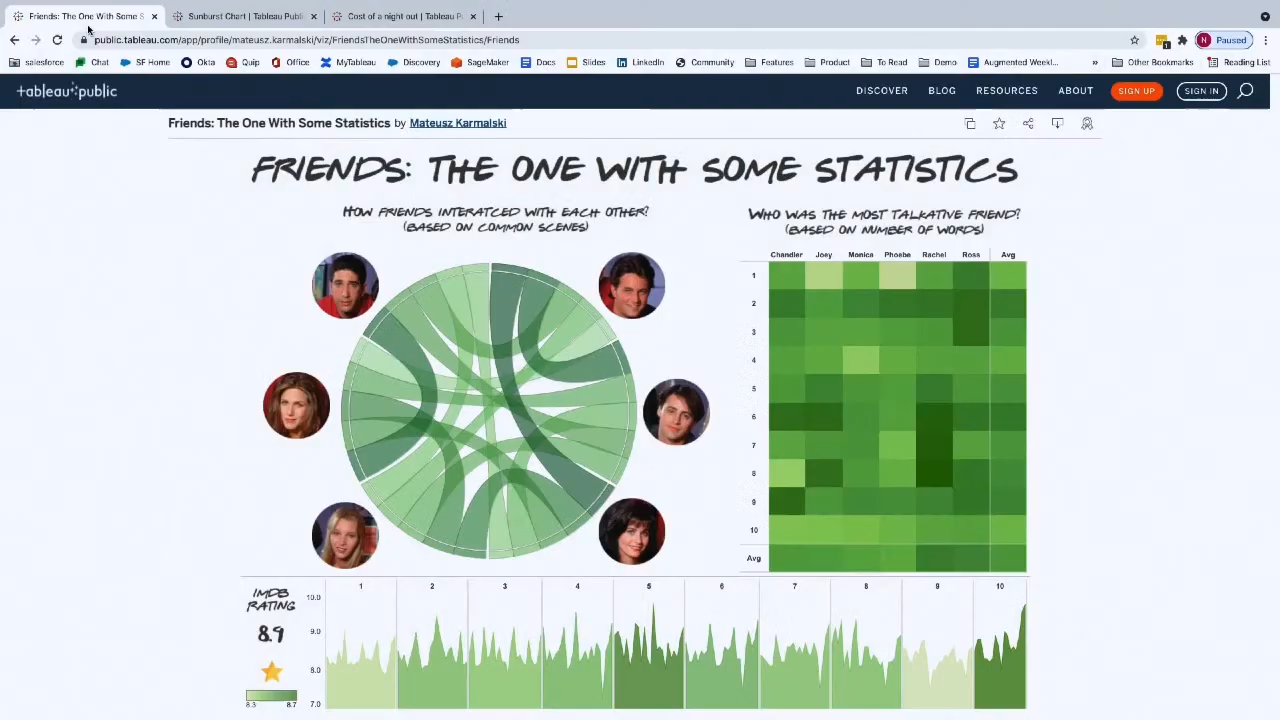 Friends: The One With Some S
Sunburst Chart | Tableau Publi
Cost of a night out | Tableau P
public.tableau.com/app/profile/mateusz.karmalski/viz/FriendsTheOneWithSomeStatistics/Friends
1
N Paused
salesforce Chat SF Home Okta Quip Office MyTableau Discovery SageMaker Docs Slides LinkedIn Community Features Product To Read Demo Augmented Weekl... » Other Bookmarks Reading List
+ableau public DISCOVER BLOG RESOURCES ABOUT SIGN UP SIGN IN
Friends: The One With Some Statistics by Mateusz Karmalski
FRIENDS: THE ONE WITH SOME STATISTICS
HOW FRIENDS INTERATCED WITH EACH OTHER?
(BASED ON COMMON SCENES)
WHO WAS THE MOST TALKATIVE FRIEND?
(BASED ON NUMBER OF WORDS)
Chandler Joey Monica Phoebe Rachel Ross Avg
1
2
3
4
5
6
7
8
9
10
Avg
IMDB
RATING
8.9
8.3 8.7
1 2 3 4 5 6 7 8 9 10
10.0
9.0
8.0
7.0